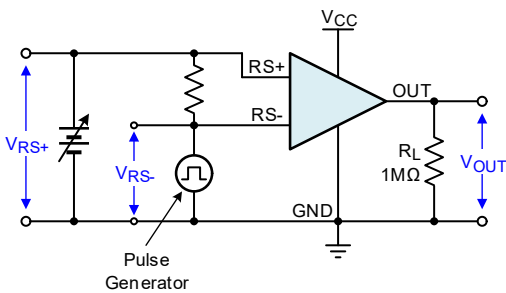 VCC
RS+
OUT
RS-
VRS+
VRS-
RL
1MΩ
VOUT
GND
Pulse
Generator